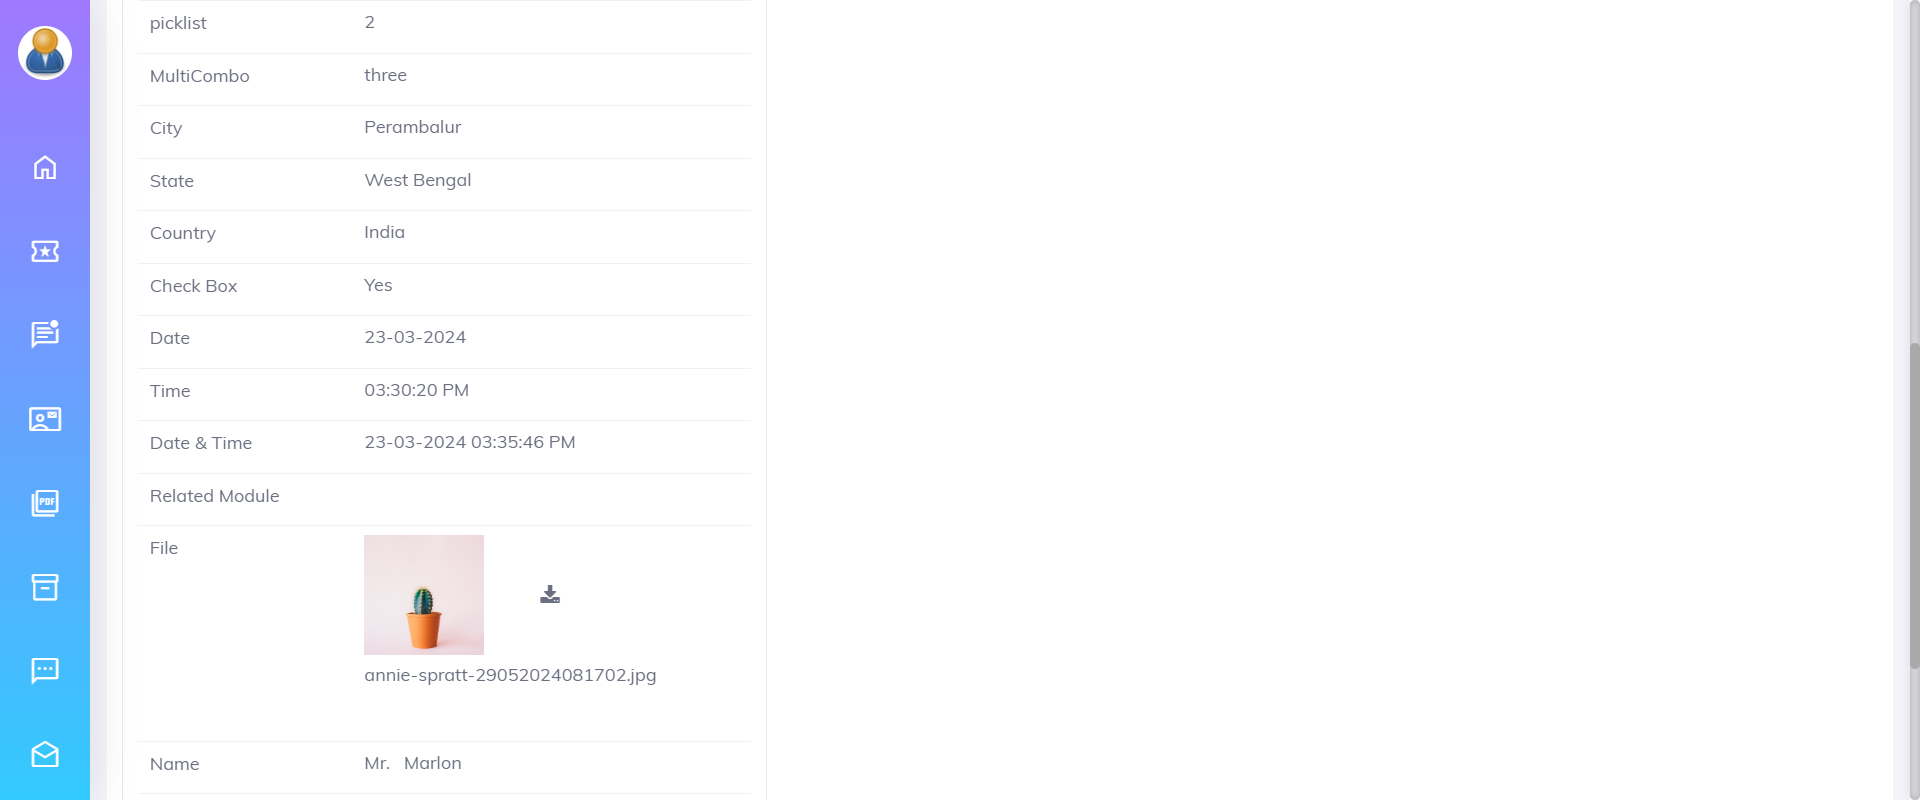 picklist 2
MultiCombo three
City Perambalur
State West Bengal
Country India
Check Box Yes
Date 23-03-2024
Time 03:30:20 PM
Date & Time 23-03-2024 03:35:46 PM
Related Module
File
PDF
annie-spratt-29052024081702.jpg
Name Mr. Marlon